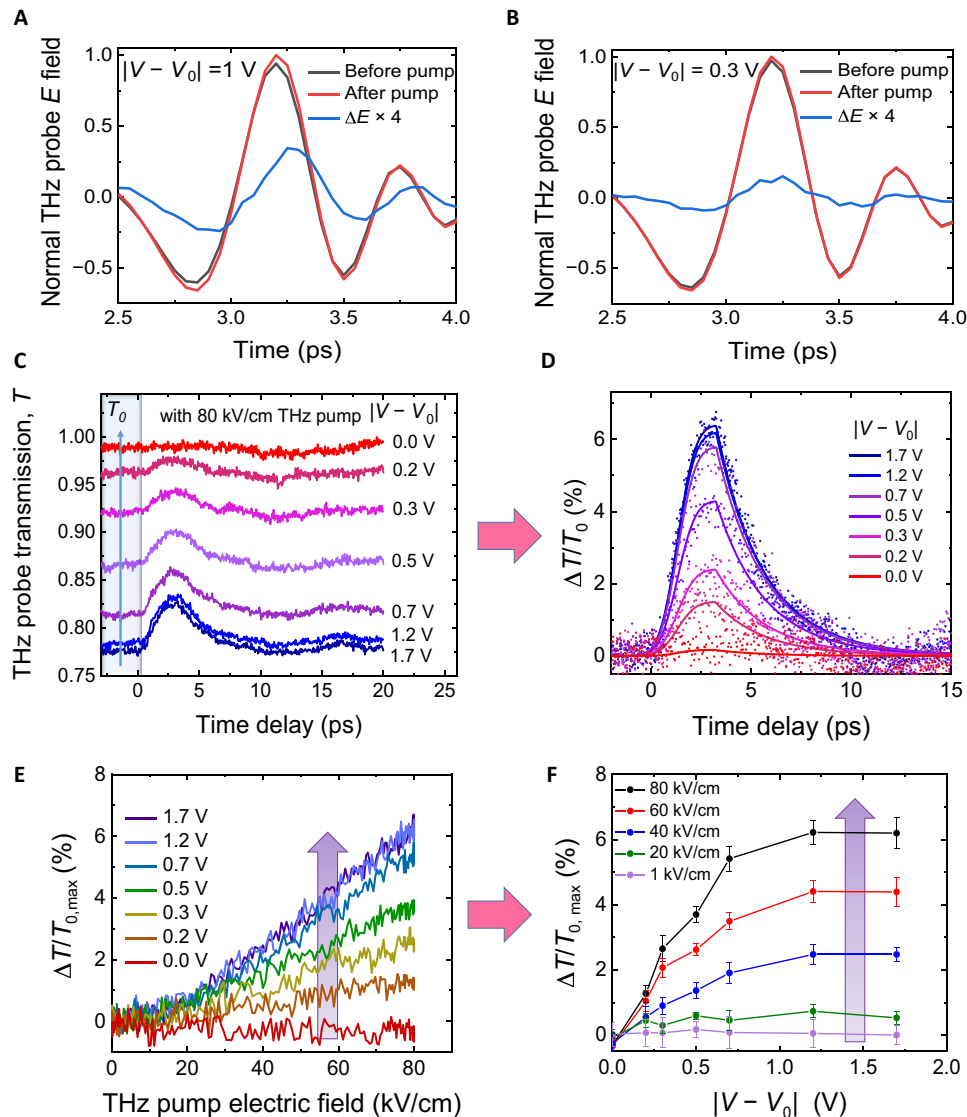 A
|V − V0| =1 V
Before pump
After pump
ΔE × 4
1.0
0.5
0.0
−0.5
Normal THz probe E field
2.5 3.0 3.5 4.0
Time (ps)
B
|V − V0| = 0.3 V
Before pump
After pump
ΔE × 4
1.0
0.5
0.0
−0.5
Normal THz probe E field
2.5 3.0 3.5 4.0
Time (ps)
C
T0
with 80 kV/cm THz pump
|V − V0|
0.0 V
0.2 V
0.3 V
0.5 V
0.7 V
1.2 V
1.7 V
1.00
0.95
0.90
0.85
0.80
0.75
THz probe transmission, T
0 5 10 15 20 25
Time delay (ps)
D
|V − V0|
1.7 V
1.2 V
0.7 V
0.5 V
0.3 V
0.2 V
0.0 V
6
4
2
0
ΔT/T0 (%)
0 5 10 15
Time delay (ps)
E
1.7 V
1.2 V
0.7 V
0.5 V
0.3 V
0.2 V
0.0 V
8
6
4
2
0
ΔT/T0,max (%)
0 20 40 60 80
THz pump electric field (kV/cm)
F
80 kV/cm
60 kV/cm
40 kV/cm
20 kV/cm
1 kV/cm
8
6
4
2
0
ΔT/T0,max (%)
0.0 0.5 1.0 1.5 2.0
|V − V0| (V)